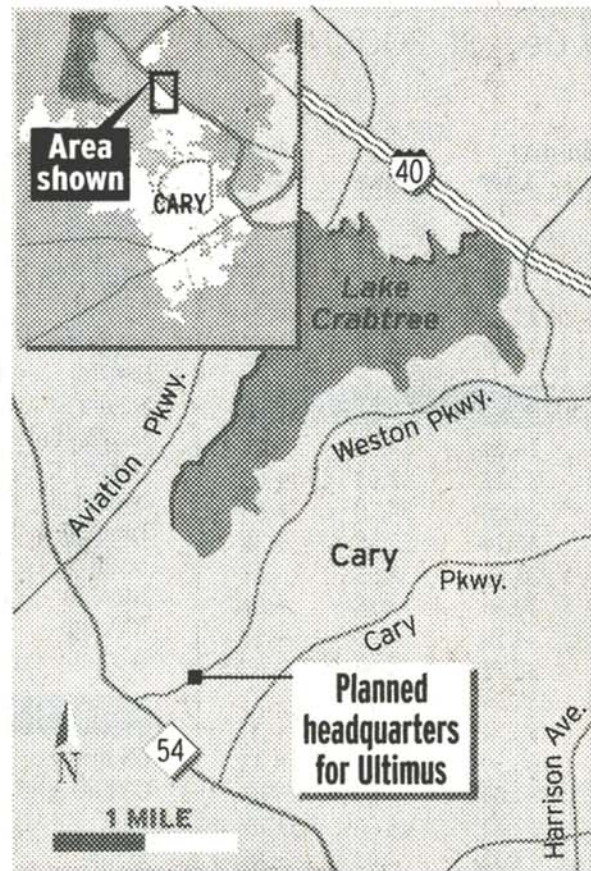 Area
shown
CARY
40
Lake
Crabtree
Aviation Pkwy.
Weston Pkwy.
Cary
Cary Pkwy.
Planned
headquarters
for Ultimus
54
N
1 MILE
Harrison Ave.